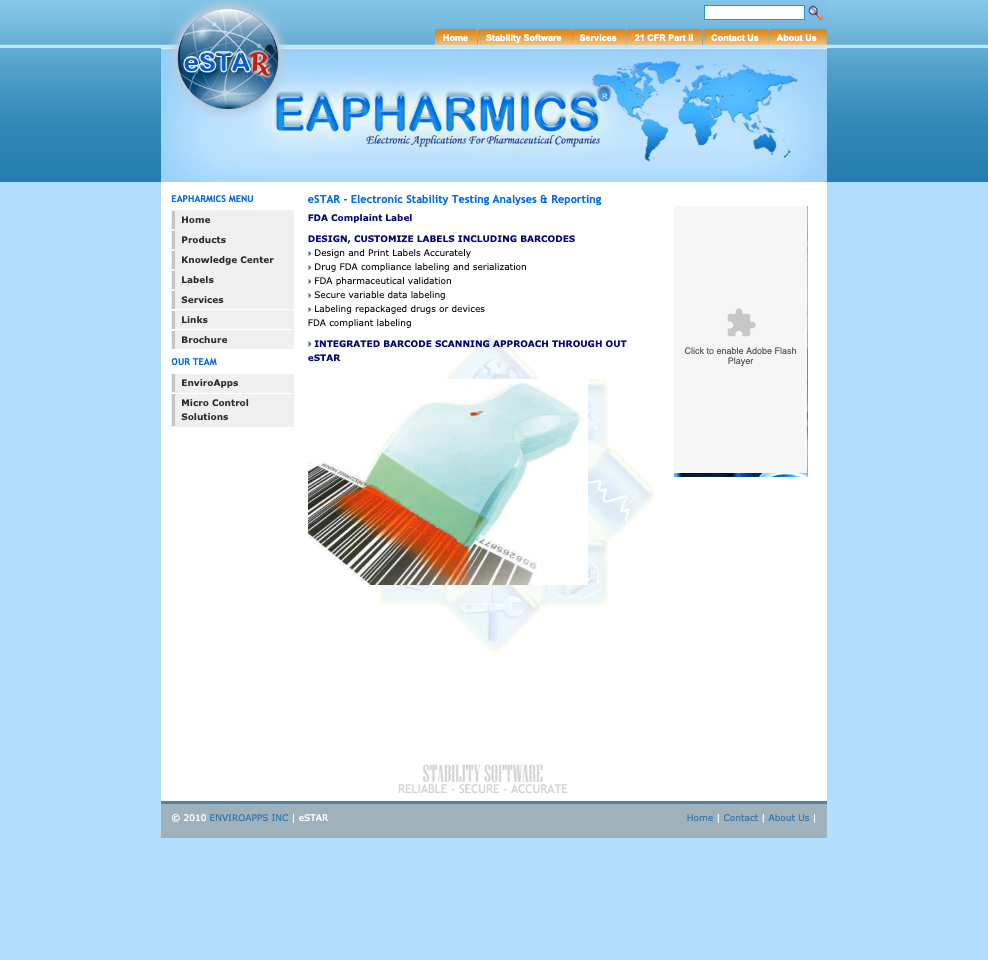 Home
Stability Software
Services
21 CFR Part II
Contact Us
About Us
eSTARx
EAPHARMICS®
Electronic Applications For Pharmaceutical Companies
EAPHARMICS MENU
Home
Products
Knowledge Center
Labels
Services
Links
Brochure
OUR TEAM
EnviroApps
Micro Control
Solutions
eSTAR - Electronic Stability Testing Analyses & Reporting
FDA Complaint Label
DESIGN, CUSTOMIZE LABELS INCLUDING BARCODES
Design and Print Labels Accurately
Drug FDA compliance labeling and serialization
FDA pharmaceutical validation
Secure variable data labeling
Labeling repackaged drugs or devices
FDA compliant labeling
INTEGRATED BARCODE SCANNING APPROACH THROUGH OUT
eSTAR
Click to enable Adobe Flash
Player
STABILITY SOFTWARE
RELIABLE - SECURE - ACCURATE
© 2010 ENVIROAPPS INC | eSTAR
Home | Contact | About Us |